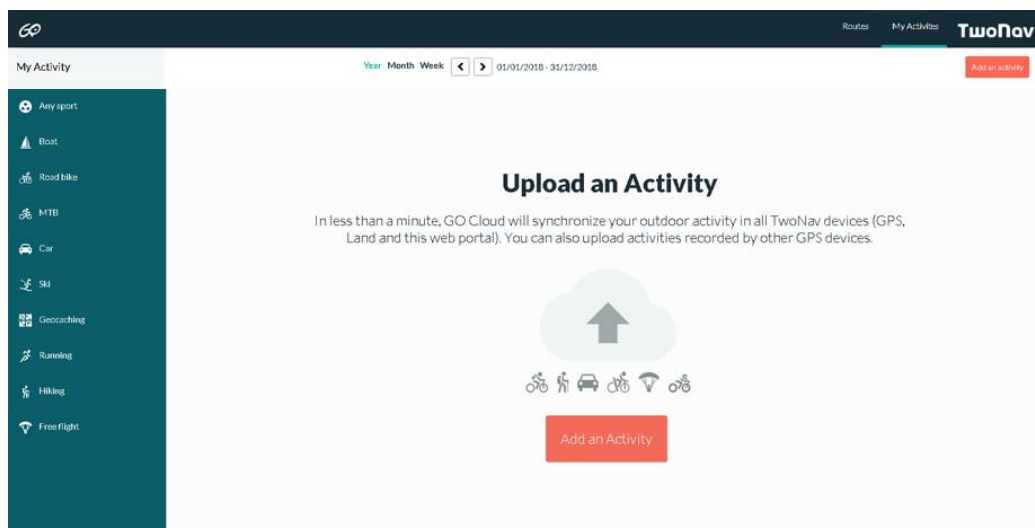 GO
Routes My Activites TwoNav
My Activity
Year Month Week < > 01/01/2018 - 31/12/2018
Add an activity
Any sport
Boat
Road bike
MTB
Car
Ski
Geocaching
Running
Hiking
Free flight
Upload an Activity
In less than a minute, GO Cloud will synchronize your outdoor activity in all TwoNav devices (GPS,
Land and this web portal). You can also upload activities recorded by other GPS devices.
Add an Activity